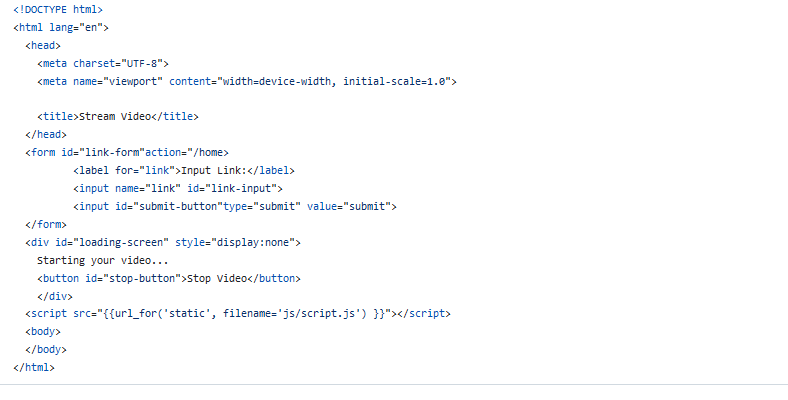 <!DOCTYPE html>
<html lang="en">
<head>
<meta charset="UTF-8">
<meta name="viewport" content="width=device-width, initial-scale=1.0">
<title>Stream Video</title>
</head>
<form id="link-form"action="/home>
<label for="link">Input Link:</label>
<input name="link" id="link-input">
<input id="submit-button"type="submit" value="submit">
</form>
<div id="loading-screen" style="display:none">
Starting your video...
<button id="stop-button">Stop Video</button>
</div>
<script src="{{url_for('static', filename='js/script.js') }}"></script>
<body>
</body>
</html>